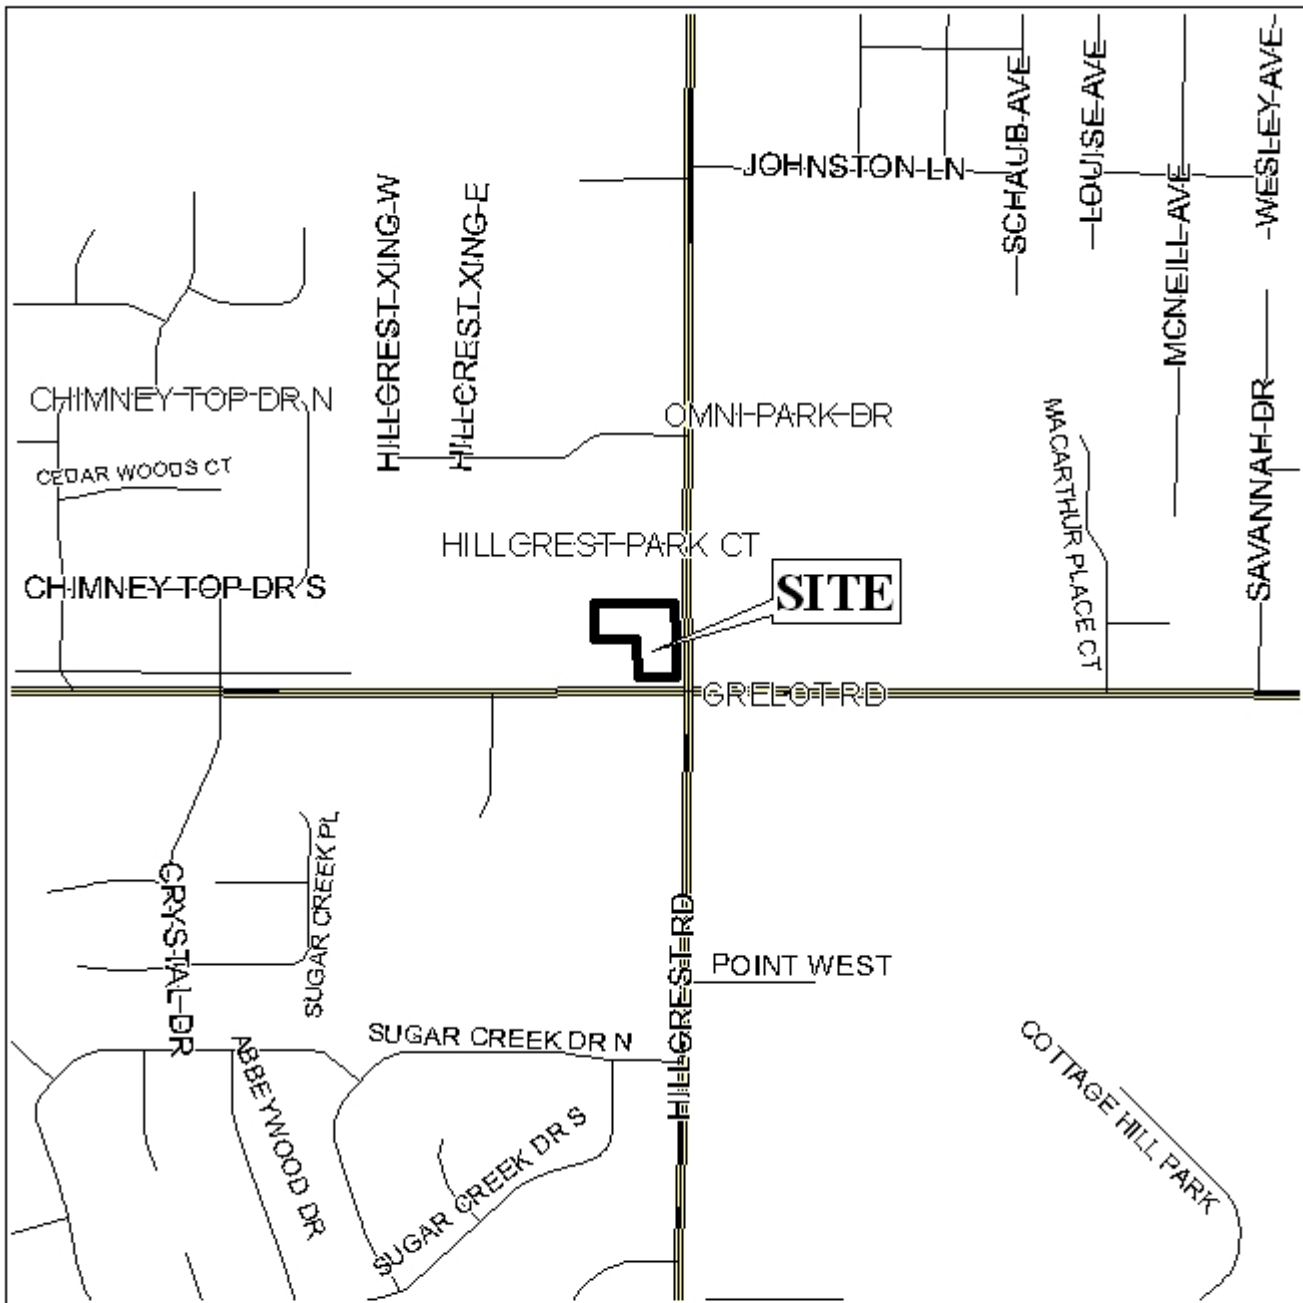 SCHAUB AVE
LOUISE AVE
WESLEY AVE
JOHNSTON LN
MCNEILL AVE
HILLCREST XING W
HILLCREST XING E
CHIMNEY TOP DR N
OMNI PARK DR
MACARTHUR PLACE CT
SAVANNAH DR
CEDAR WOODS CT
HILLCREST PARK CT
CHIMNEY TOP DR S
SITE
GRELOT RD
SUGAR CREEK PL
CRYSTAL DR
HILLCREST RD
POINT WEST
SUGAR CREEK DR N
ABBEYWOOD DR
COTTAGE HILL PARK
SUGAR CREEK DR S